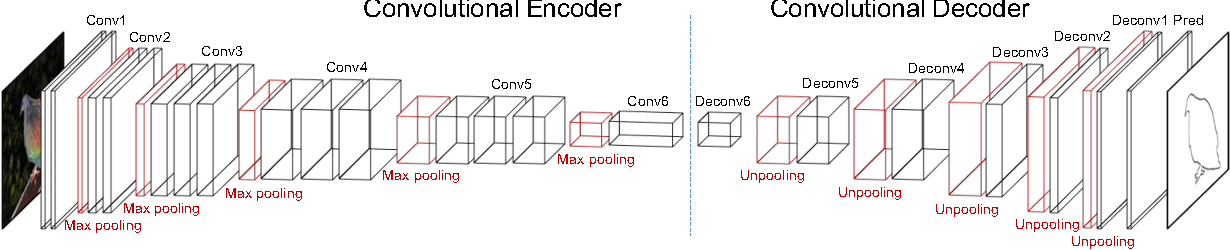 Convolutional Encoder
Convolutional Decoder
Conv1
Conv2
Conv3
Conv4
Conv5
Conv6
Deconv6
Deconv5
Deconv4
Deconv3
Deconv2
Deconv1 Pred
Max pooling
Max pooling
Max pooling
Max pooling
Max pooling
Unpooling
Unpooling
Unpooling
Unpooling
Unpooling